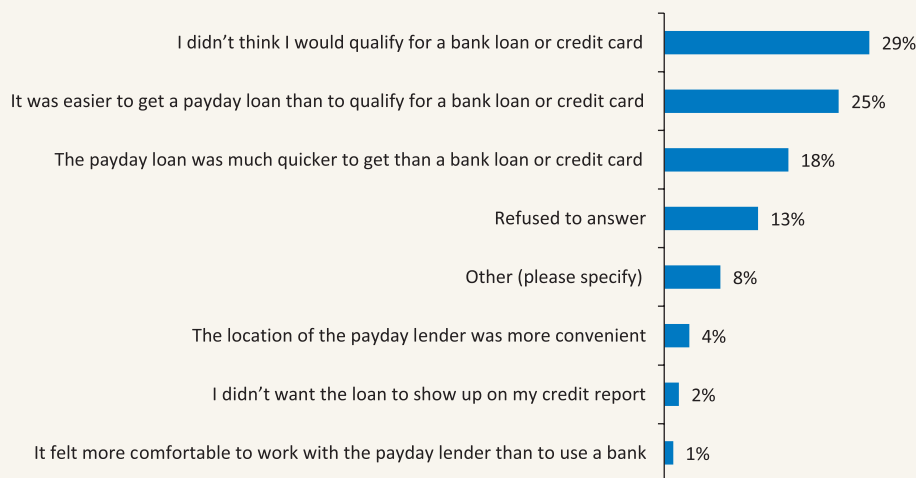 I didn’t think I would qualify for a bank loan or credit card 29%
It was easier to get a payday loan than to qualify for a bank loan or credit card 25%
The payday loan was much quicker to get than a bank loan or credit card 18%
Refused to answer 13%
Other (please specify) 8%
The location of the payday lender was more convenient 4%
I didn’t want the loan to show up on my credit report 2%
It felt more comfortable to work with the payday lender than to use a bank 1%